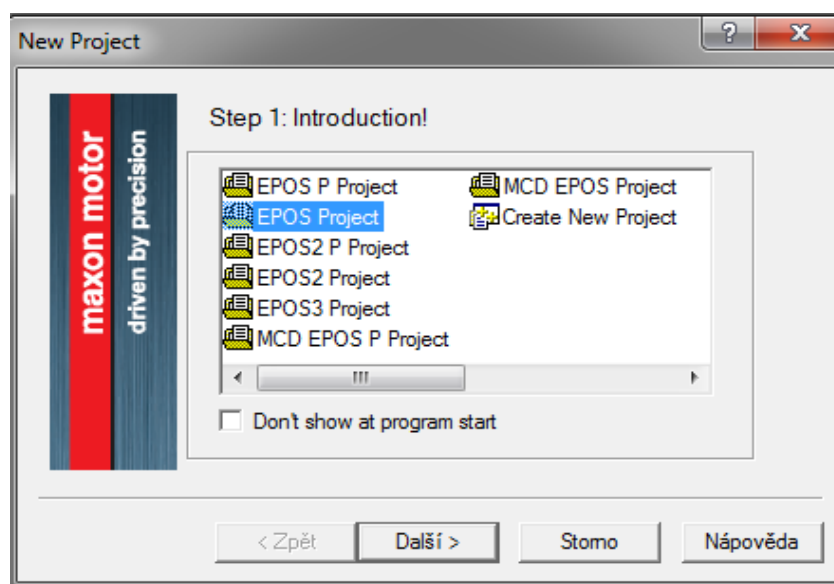 New Project
maxon motor
driven by precision
Step 1: Introduction!
EPOS P Project
EPOS Project
EPOS2 P Project
EPOS2 Project
EPOS3 Project
MCD EPOS P Project
MCD EPOS Project
Create New Project
Don't show at program start
< Zpět
Další >
Storno
Nápověda